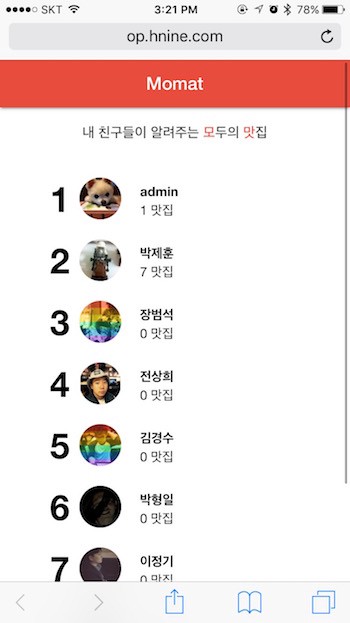 SKT 3:21 PM 78%
op.hnine.com
Momat
내 친구들이 알려주는 모두의 맛집
1 admin
1 맛집
2 박제훈
7 맛집
3 장범석
0 맛집
4 전상희
0 맛집
5 김경수
0 맛집
6 박형일
0 맛집
7 이정기
0 맛집